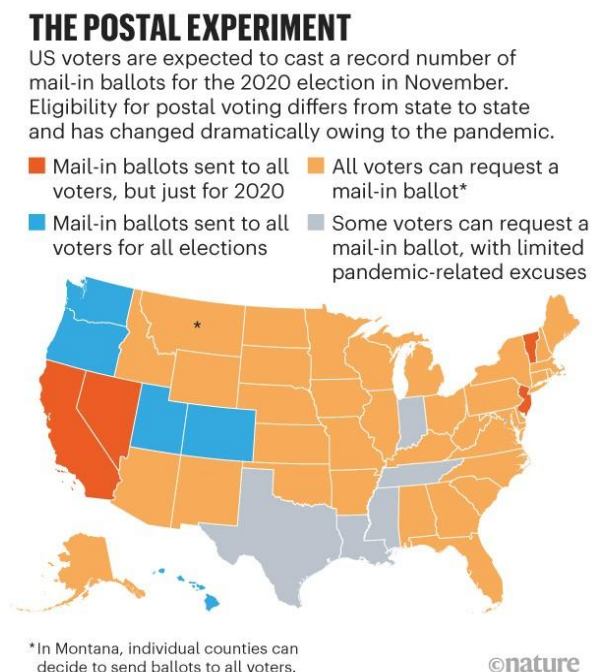 THE POSTAL EXPERIMENT
US voters are expected to cast a record number of
mail-in ballots for the 2020 election in November.
Eligibility for postal voting differs from state to state
and has changed dramatically owing to the pandemic.
Mail-in ballots sent to all
voters, but just for 2020
Mail-in ballots sent to all
voters for all elections
All voters can request a
mail-in ballot*
Some voters can request a
mail-in ballot, with limited
pandemic-related excuses
*
*In Montana, individual counties can
decide to send ballots to all voters.
©nature